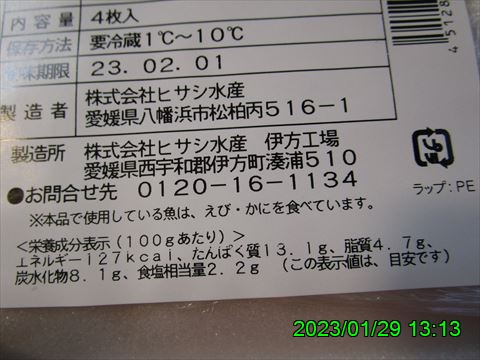 内容量 4枚入
保存方法 要冷蔵1℃〜10℃
賞味期限 23.02.01
製造者 株式会社ヒサシ水産
愛媛県八幡浜市松柏丙516-1
製造所 株式会社ヒサシ水産 伊方工場
愛媛県西宇和郡伊方町湊浦510
●お問合せ先 0120-16-1134
※本品で使用している魚は、えび・かにを食べています。
<栄養成分表示(100gあたり)>
エネルギー127kcal、たんぱく質13.1g、脂質4.7g、
炭水化物8.1g、食塩相当量2.2g (この表示値は、目安です)
プラ
ラップ:PE
45128
2023/01/29 13:13